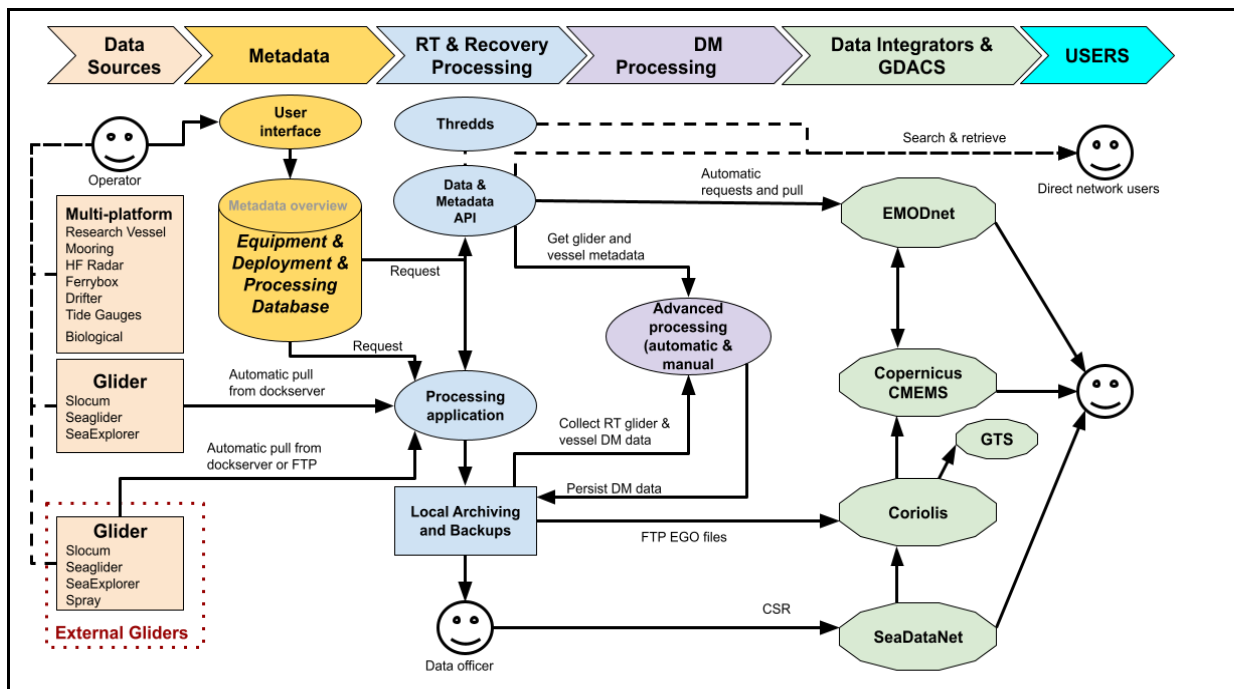 Data
Sources
Metadata
RT & Recovery
Processing
DM
Processing
Data Integrators &
GDACS
USERS
Operator
User
interface
Thredds
Search & retrieve
Direct network users
Multi-platform
Research Vessel
Mooring
HF Radar
Ferrybox
Drifter
Tide Gauges
Biological
Metadata overview
Equipment &
Deployment &
Processing
Database
Request
Request
Data &
Metadata
API
Automatic
requests and pull
Get glider and
vessel metadata
EMODnet
Advanced
processing
(automatic &
manual
Glider
Slocum
Seaglider
SeaExplorer
Automatic pull
from dockserver
Processing
application
Copernicus
CMEMS
Automatic pull from
dockserver or FTP
Collect RT glider &
vessel DM data
GTS
Persist DM data
Glider
Slocum
Seaglider
SeaExplorer
Spray
External Gliders
Local Archiving
and Backups
FTP EGO files
Coriolis
Data officer
CSR
SeaDataNet